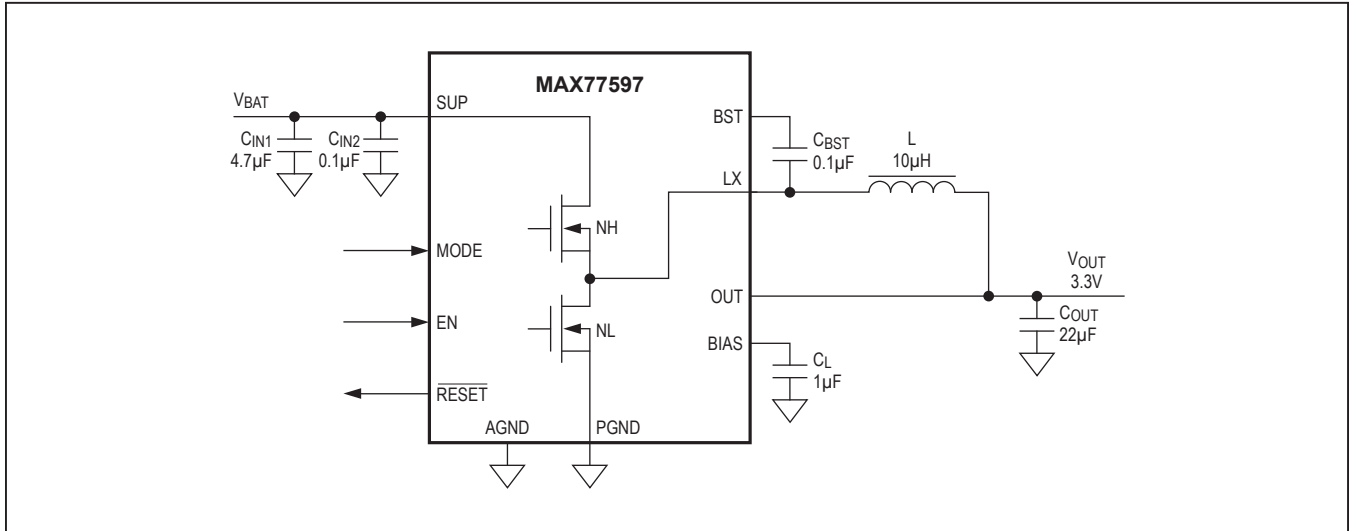 MAX77597
VBAT
SUP
CIN1
4.7µF
CIN2
0.1µF
BST
CBST
0.1µF
L
10µH
LX
NH
MODE
VOUT
3.3V
OUT
COUT
22µF
EN
NL
BIAS
CL
1µF
RESET
AGND
PGND